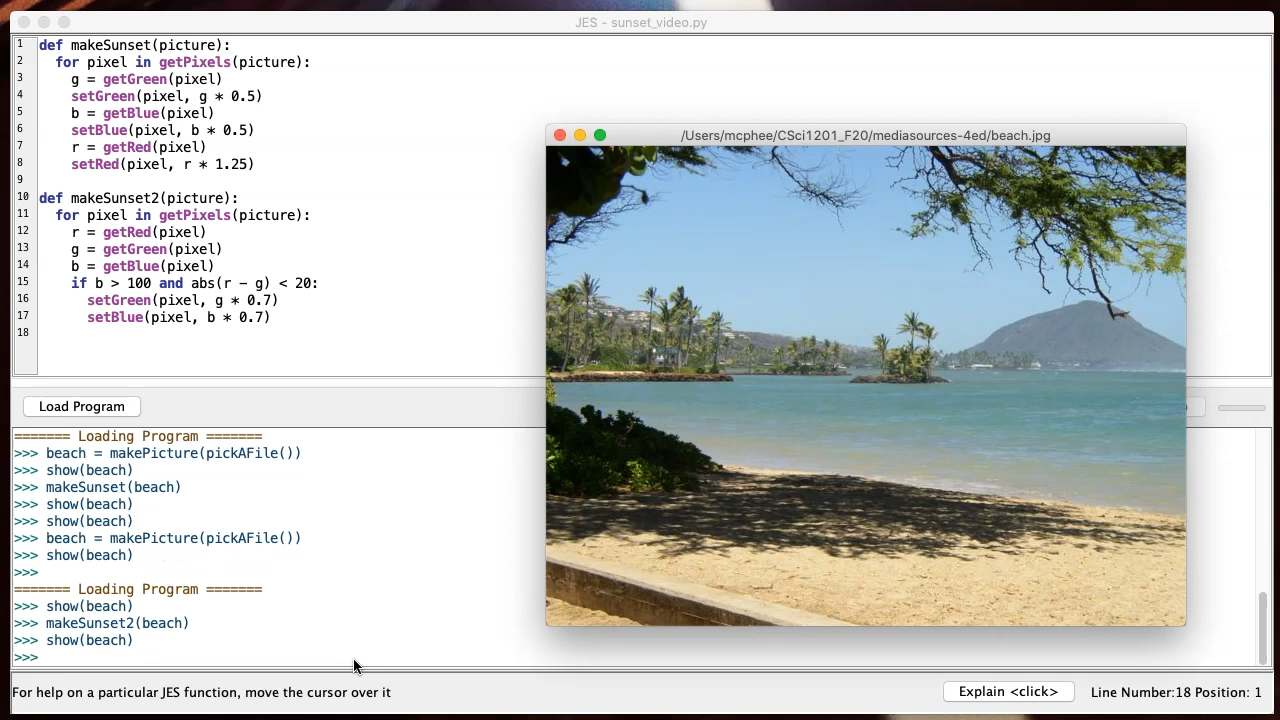 JES - sunset_video.py
1 def makeSunset(picture):
2   for pixel in getPixels(picture):
3     g = getGreen(pixel)
4     setGreen(pixel, g * 0.5)
5     b = getBlue(pixel)
6     setBlue(pixel, b * 0.5)
7     r = getRed(pixel)
8     setRed(pixel, r * 1.25)
9
10 def makeSunset2(picture):
11   for pixel in getPixels(picture):
12     r = getRed(pixel)
13     g = getGreen(pixel)
14     b = getBlue(pixel)
15     if b > 100 and abs(r - g) < 20:
16       setGreen(pixel, g * 0.7)
17       setBlue(pixel, b * 0.7)
18
/Users/mcphee/CSci1201_F20/mediasources-4ed/beach.jpg
Load Program
======= Loading Program =======
>>> beach = makePicture(pickAFile())
>>> show(beach)
>>> makeSunset(beach)
>>> show(beach)
>>> show(beach)
>>> beach = makePicture(pickAFile())
>>> show(beach)
>>>
======= Loading Program =======
>>> show(beach)
>>> makeSunset2(beach)
>>> show(beach)
>>>
For help on a particular JES function, move the cursor over it
Explain <click>
Line Number:18 Position: 1